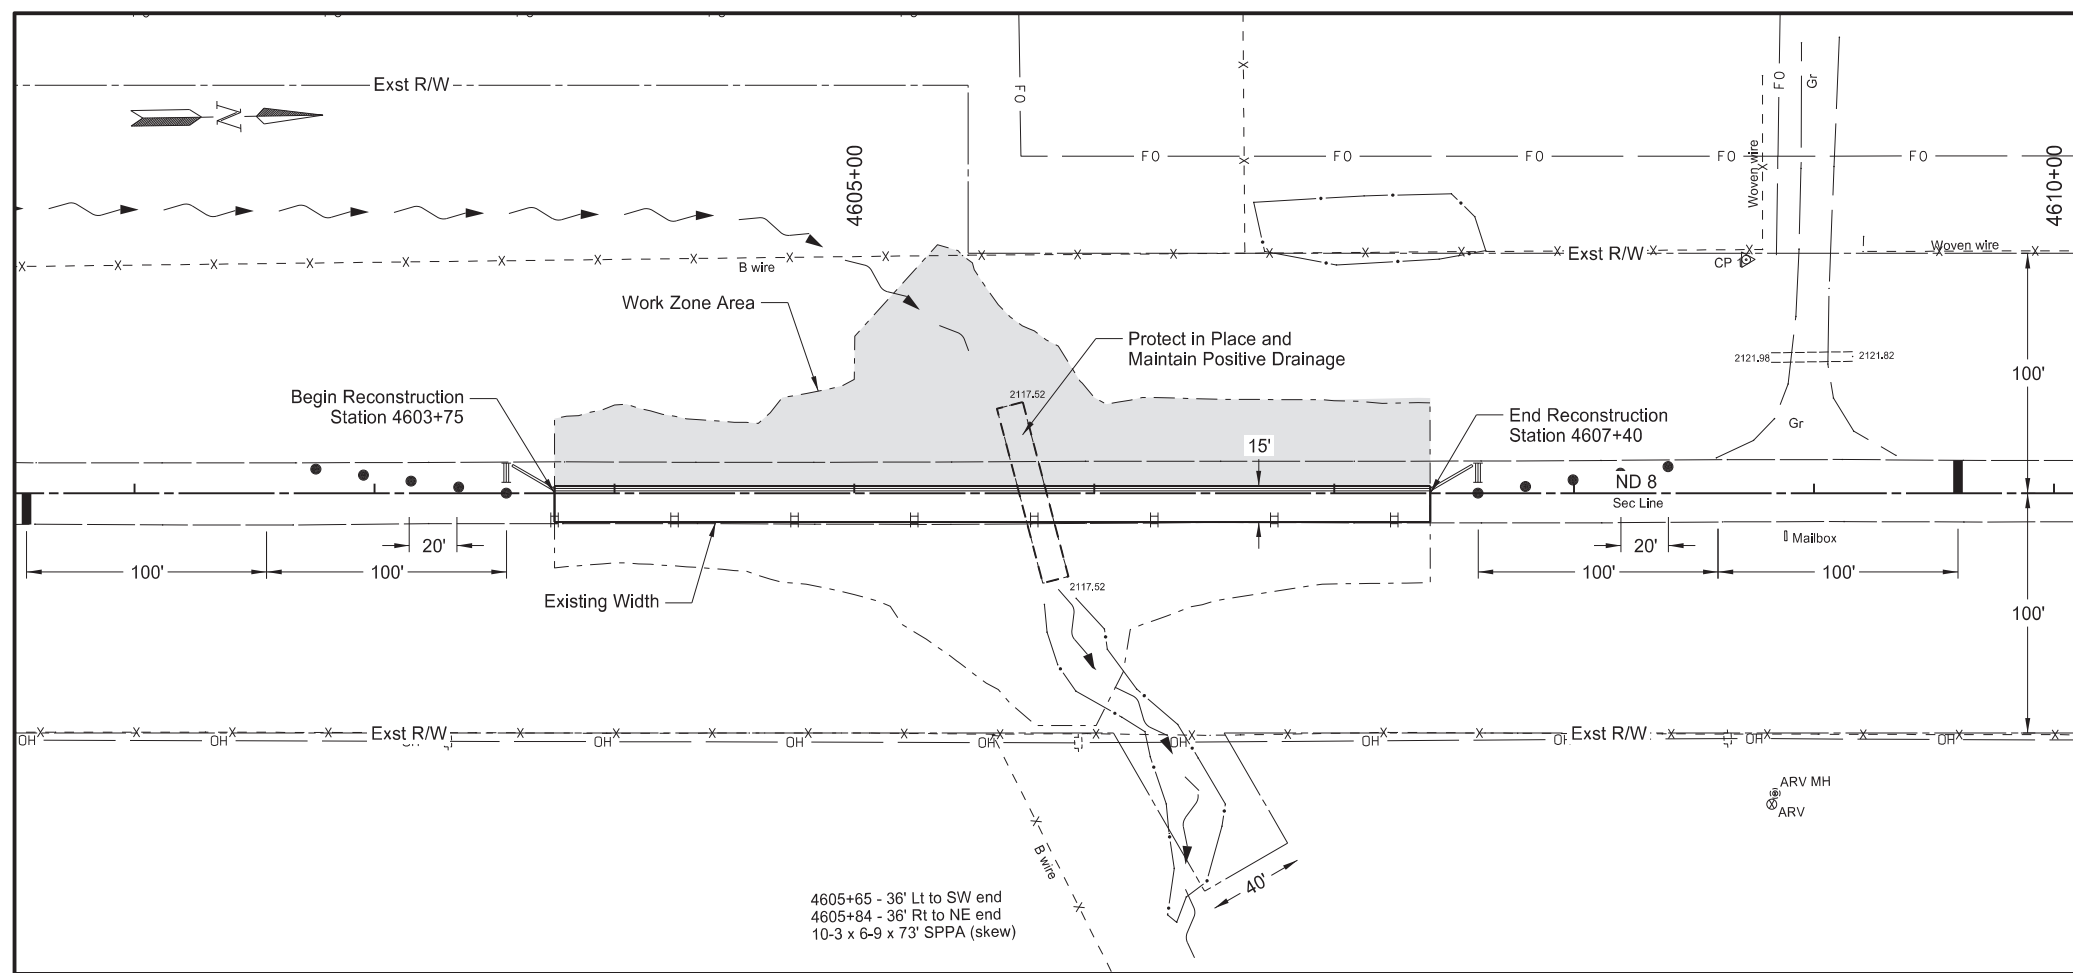 Exst R/W
N
4605+00
4610+00
FO
FO
FO
FO
FO
FO
FO
FO
Gr
Woven wire
Woven wire
B wire
Exst R/W
CP 1
Work Zone Area
Protect in Place and
Maintain Positive Drainage
2121.98
2121.82
100'
Begin Reconstruction
Station 4603+75
2117.52
End Reconstruction
Station 4607+40
Gr
15'
ND 8
Sec Line
Mailbox
20'
20'
100'
100'
100'
100'
2117.52
Existing Width
100'
Exst R/W
Exst R/W
OH
OH
OH
OH
OH
OH
OH
OH
OH
ARV MH
ARV
B wire
40'
4605+65 - 36' Lt to SW end
4605+84 - 36' Rt to NE end
10-3 x 6-9 x 73' SPPA (skew)